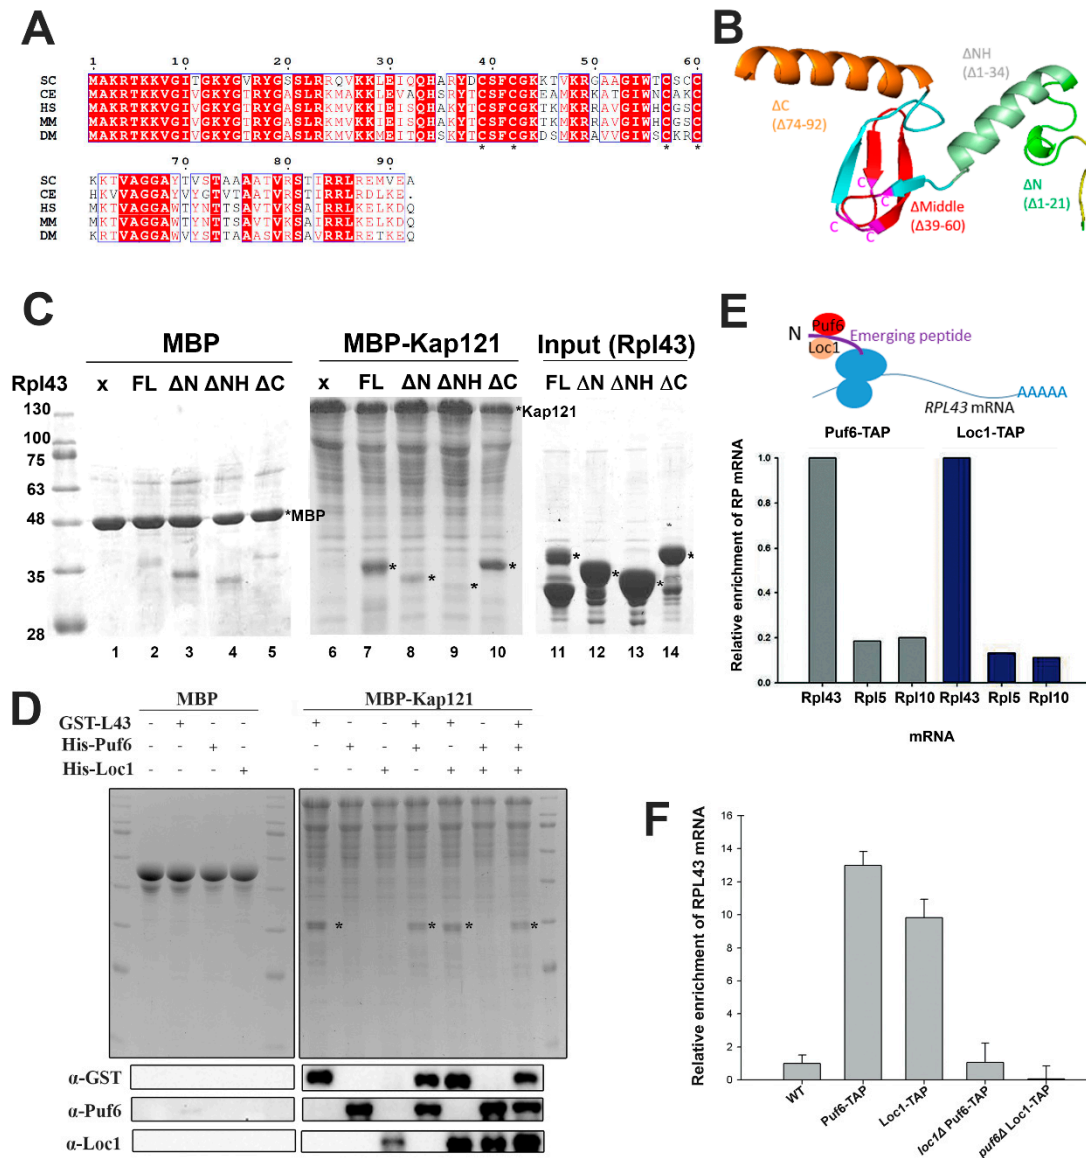 A
1 10 20 30 40 50 60
SC MAKRTKKVGITGKYGVRYGSSLRRQVKKLEIQQHARYDCSFCGKKTVKRGAAGIWTCSCC
CE MAKRTKKVGIVGKYGTRYGASLRKMAKKLEVAQHSRYTCSFCGKEAMKRKATGIWNCAKC
HS MAKRTKKVGIVGKYGTRYGASLRKMVKKIEISQHAKYTCSFCGKTKMKRRAVGIWHCGSC
MM MAKRTKKVGIVGKYGTRYGASLRKMVKKIEISQHAKYTCSFCGKTKMKRRAVGIWHCGSC
DM MAKRTKKVGIVGKYGTRYGASLRKMVKKMEITQHAKYTCSFCGKDSMKRAVVGIWSCKRC
* * * *
70 80 90
SC KKTVAGGAYTVSTAAAATVRSTIRRLREMVEA
CE HKVVAGGAYVYGTVTAATVRSTIRRLRDLKE.
HS MKTVAGGAWTYNTTSAVTVKSAIRRLKELKDQ
MM MKTVAGGAWTYNTTSAVTVKSAIRRLKELKDQ
DM KRTVAGGAWVYSTTAAASVRSAVRRLRETKEQ
B
ΔC
(Δ74-92)
ΔNH
(Δ1-34)
ΔN
(Δ1-21)
ΔMiddle
(Δ39-60)
C C C C
C
MBP MBP-Kap121 Input (Rpl43)
Rpl43 x FL ΔN ΔNH ΔC x FL ΔN ΔNH ΔC FL ΔN ΔNH ΔC
130
100
75
63
48
35
28
*Kap121
*MBP
* * * * * * * *
1 2 3 4 5 6 7 8 9 10 11 12 13 14
D
MBP MBP-Kap121
GST-L43 - + - - + - - + + - +
His-Puf6 - - + - - + - + - + +
His-Loc1 - - - + - - + - + + +
* * * *
α-GST
α-Puf6
α-Loc1
E
N Puf6 Emerging peptide
Loc1
AAAAA
RPL43 mRNA
Puf6-TAP Loc1-TAP
Relative enrichment of RP mRNA
1.0
0.8
0.6
0.4
0.2
0.0
Rpl43 Rpl5 Rpl10 Rpl43 Rpl5 Rpl10
mRNA
F
Relative enrichment of RPL43 mRNA
16
14
12
10
8
6
4
2
0
WT
Puf6-TAP
Loc1-TAP
loc1Δ Puf6-TAP
puf6Δ Loc1-TAP